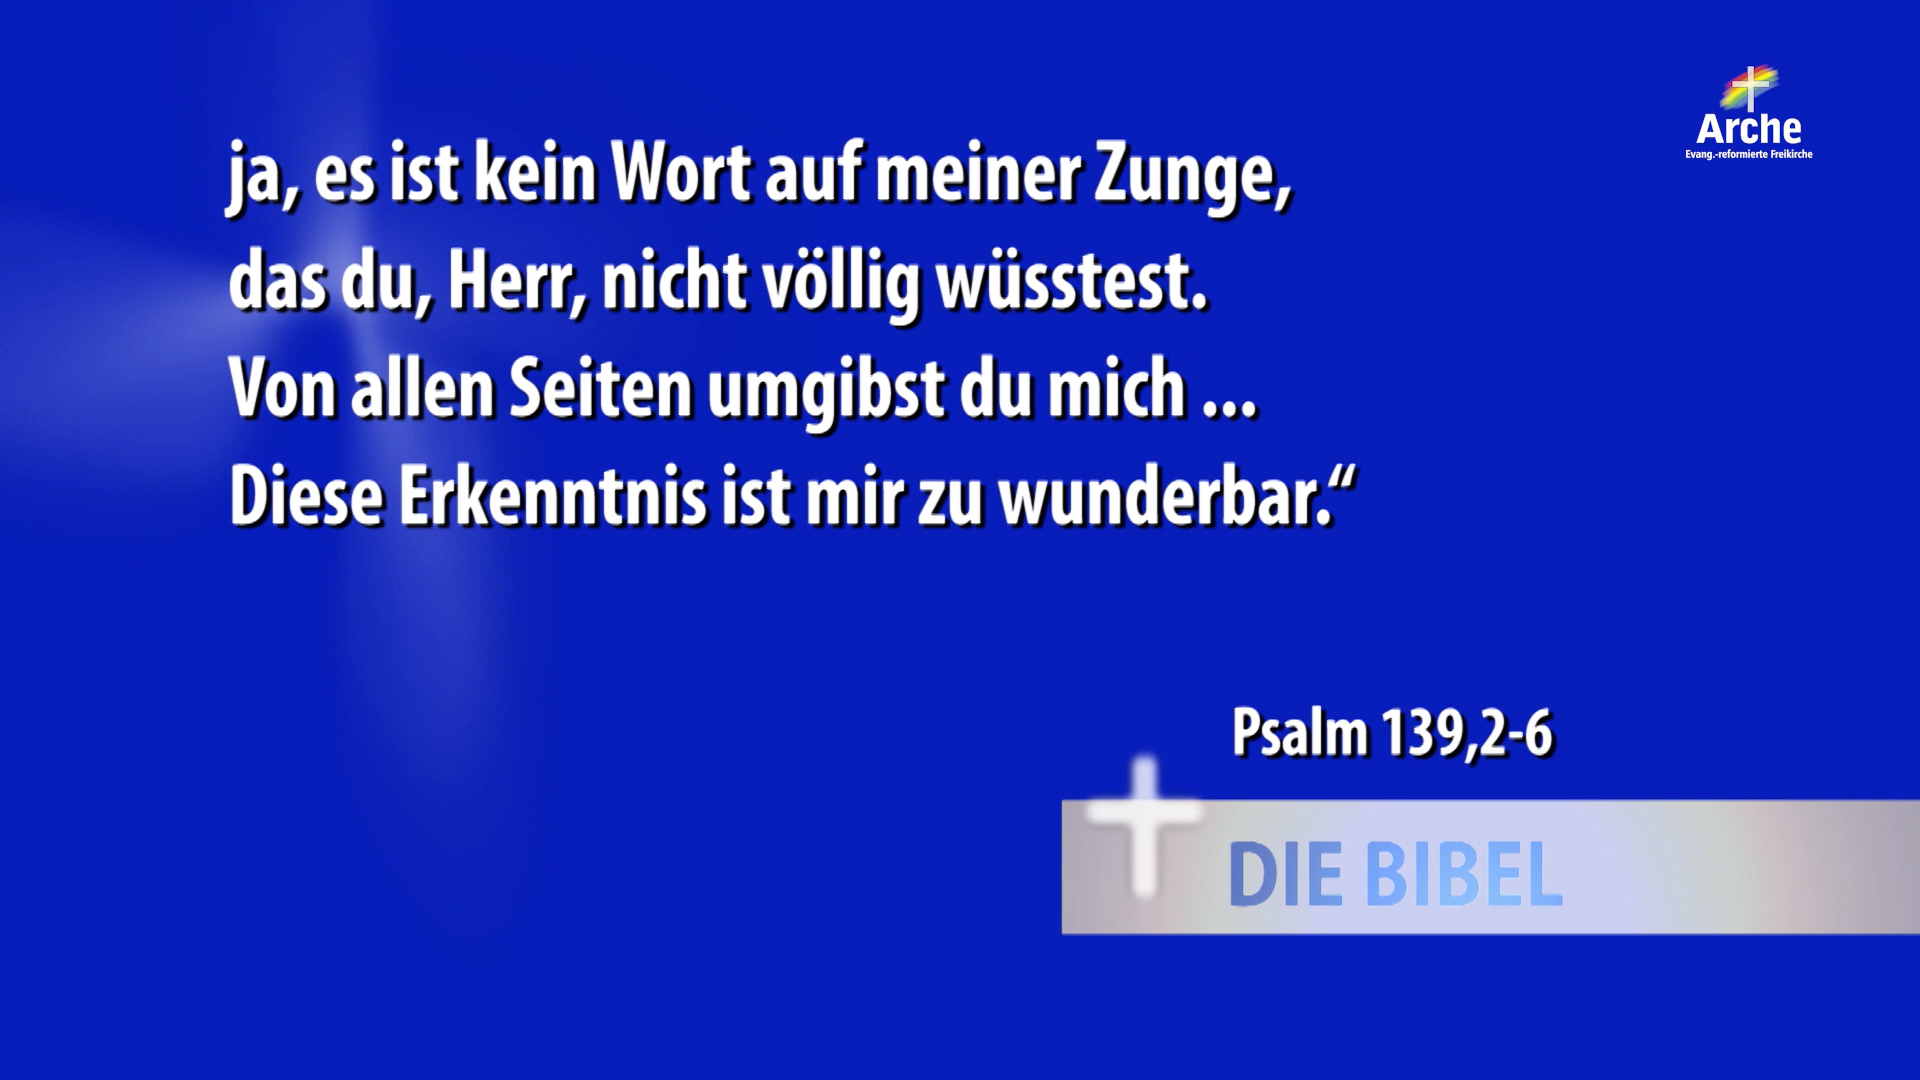 Arche
Evang.-reformierte Freikirche
ja, es ist kein Wort auf meiner Zunge,
das du, Herr, nicht völlig wüsstest.
Von allen Seiten umgibst du mich ...
Diese Erkenntnis ist mir zu wunderbar.“
Psalm 139,2-6
DIE BIBEL